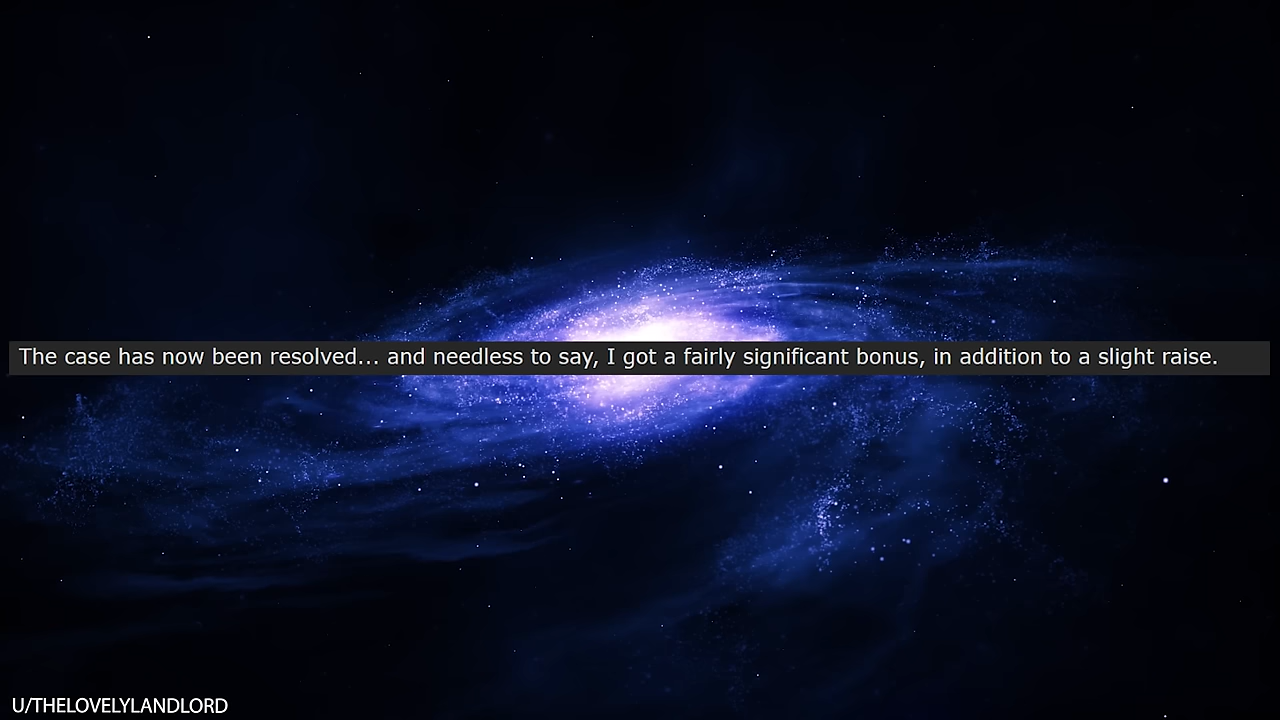 The case has now been resolved... and needless to say, I got a fairly significant bonus, in addition to a slight raise.
U/THELOVELYLANDLORD